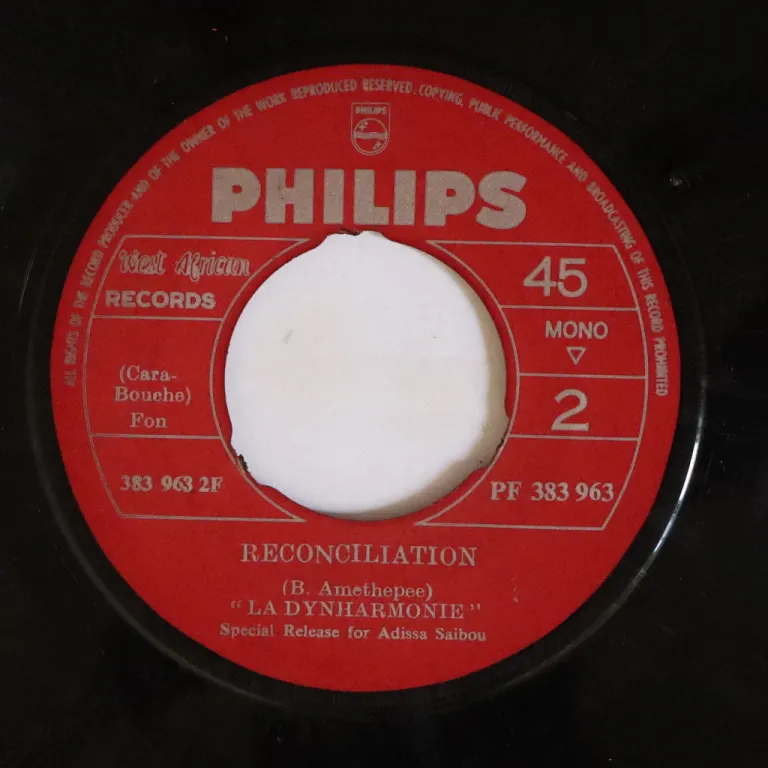 ALL RIGHTS OF THE RECORD PRODUCER AND OF THE OWNER OF THE WORK REPRODUCED RESERVED. COPYING, PUBLIC PERFORMANCE AND BROADCASTING OF THIS RECORD PROHIBITED
PHILIPS
PHILIPS
West African
RECORDS
45
MONO
(Cara-
Bouche)
Fon
2
383 963 2F
PF 383 963
RECONCILIATION
(B. Amethepee)
"LA DYNHARMONIE"
Special Release for Adissa Saibou